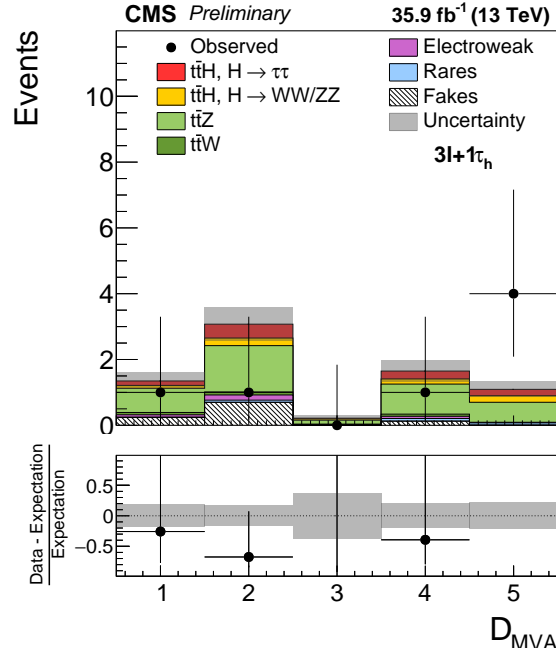 CMS Preliminary 35.9 fb⁻¹ (13 TeV)
Events
Observed
tt̄H, H → ττ
tt̄H, H → WW/ZZ
tt̄Z
tt̄W
Electroweak
Rares
Fakes
Uncertainty
3l+1τ_h
10
8
6
4
2
0
Data - Expectation
Expectation
0.5
0
−0.5
1 2 3 4 5
D_MVA